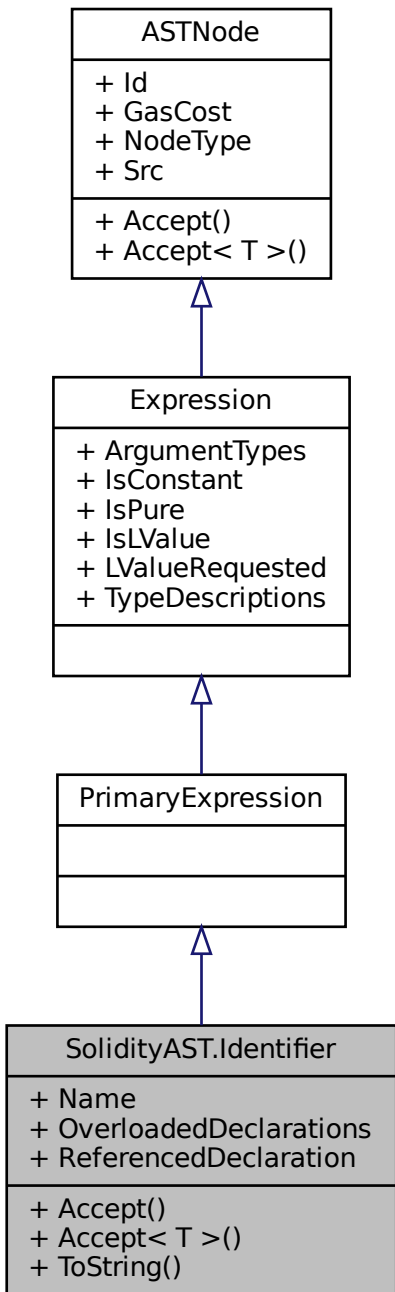 ASTNode
+ Id
+ GasCost
+ NodeType
+ Src
+ Accept()
+ Accept< T >()
Expression
+ ArgumentTypes
+ IsConstant
+ IsPure
+ IsLValue
+ LValueRequested
+ TypeDescriptions
PrimaryExpression
SolidityAST.Identifier
+ Name
+ OverloadedDeclarations
+ ReferencedDeclaration
+ Accept()
+ Accept< T >()
+ ToString()